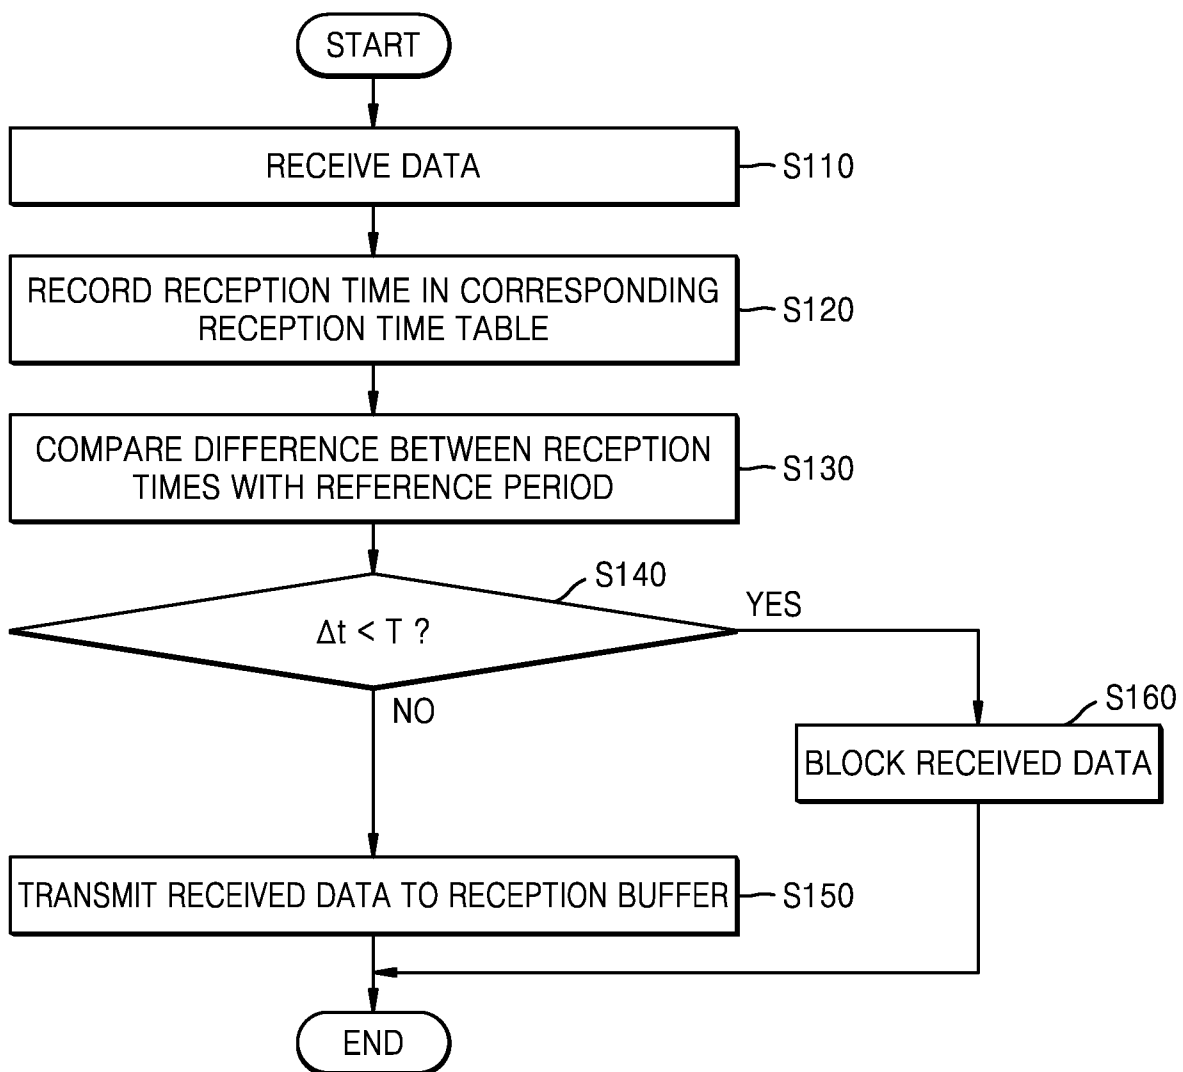 START
RECEIVE DATA
S110
RECORD RECEPTION TIME IN CORRESPONDING
RECEPTION TIME TABLE
S120
COMPARE DIFFERENCE BETWEEN RECEPTION
TIMES WITH REFERENCE PERIOD
S130
S140
Δt < T ?
YES
NO
S160
BLOCK RECEIVED DATA
TRANSMIT RECEIVED DATA TO RECEPTION BUFFER
S150
END